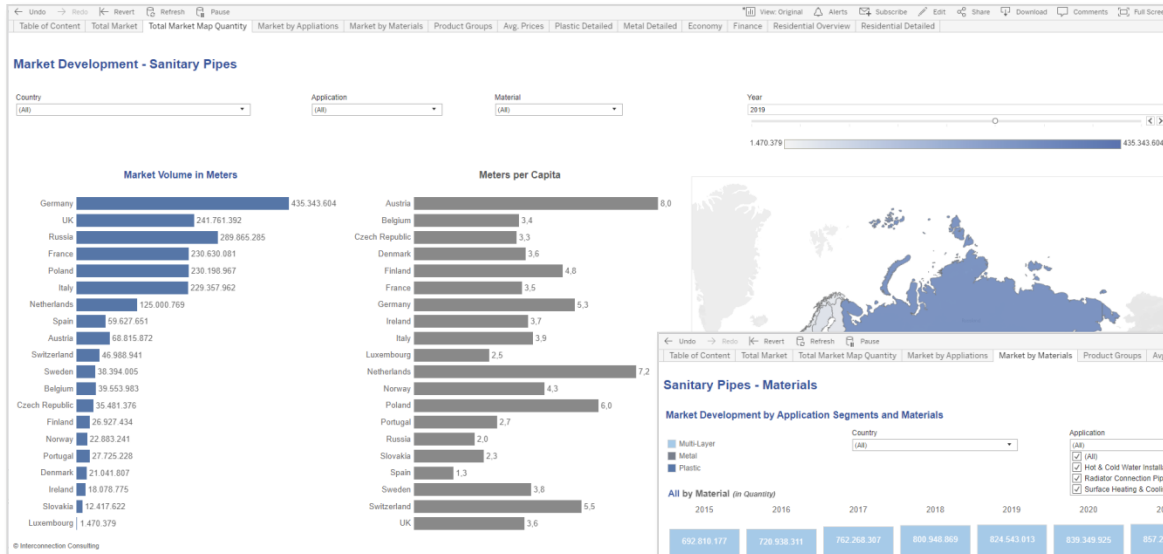 ← Undo → Redo |← Revert Refresh Pause
View: Original Alerts Subscribe Edit Share Download Comments Full Scree
Table of Content Total Market Total Market Map Quantity Market by Appliations Market by Materials Product Groups Avg. Prices Plastic Detailed Metal Detailed Economy Finance Residential Overview Residential Detailed
Market Development - Sanitary Pipes
Country Application Material Year
(All) (All) (All) 2019
1.470.379 435.343.604
Market Volume in Meters
Germany 435.343.604
UK 241.761.392
Russia 289.865.285
France 230.630.081
Poland 230.198.967
Italy 229.357.962
Netherlands 125.000.769
Spain 59.627.651
Austria 68.815.872
Switzerland 46.988.941
Sweden 38.394.005
Belgium 39.553.983
Czech Republic 35.481.376
Finland 26.927.434
Norway 22.883.241
Portugal 27.725.228
Denmark 21.041.807
Ireland 18.078.775
Slovakia 12.417.622
Luxembourg 1.470.379
© Interconnection Consulting
Meters per Capita
Austria 8,0
Belgium 3,4
Czech Republic 3,3
Denmark 3,6
Finland 4,8
France 3,5
Germany 5,3
Ireland 3,7
Italy 3,9
Luxembourg 2,5
Netherlands 7,2
Norway 4,3
Poland 6,0
Portugal 2,7
Russia 2,0
Slovakia 2,3
Spain 1,3
Sweden 3,8
Switzerland 5,5
UK 3,6
← Undo → Redo |← Revert Refresh Pause
Table of Content Total Market Total Market Map Quantity Market by Appliations Market by Materials Product Groups Avg
Sanitary Pipes - Materials
Market Development by Application Segments and Materials
Multi-Layer
Metal
Plastic
Country
(All)
Application
(All)
(All)
Hot & Cold Water Install
Radiator Connection Pip
Surface Heating & Cooli
All by Material (in Quantity)
2015 2016 2017 2018 2019 2020 20
692.810.177 720.938.311 762.268.307 800.948.869 824.543.013 839.349.925 857.2